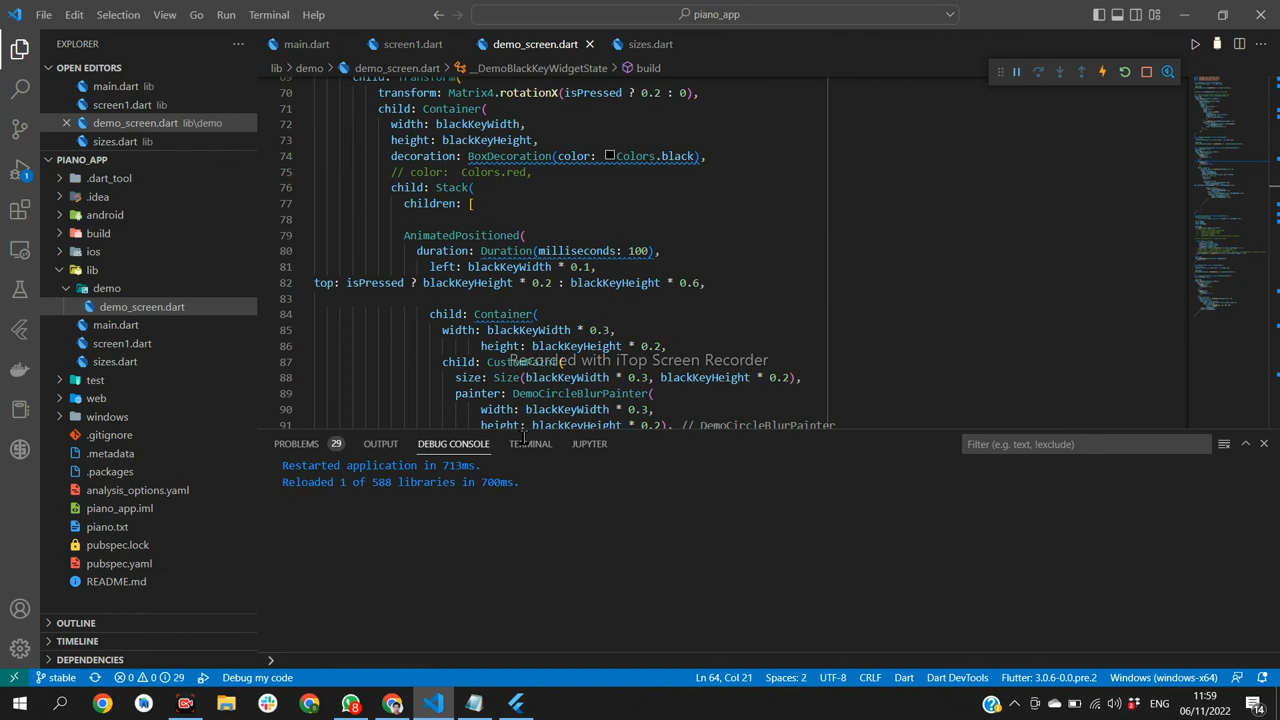 File Edit Selection View Go Run Terminal Help
piano_app
EXPLORER
main.dart screen1.dart demo_screen.dart sizes.dart
OPEN EDITORS
main.dart lib
screen1.dart lib
demo_screen.dart lib\demo
sizes.dart lib
PIANO_APP
.dart_tool
.idea
android
build
ios
lib
demo
demo_screen.dart
main.dart
screen1.dart
sizes.dart
test
web
windows
.gitignore
.metadata
.packages
analysis_options.yaml
piano_app.iml
piano.txt
pubspec.lock
pubspec.yaml
README.md
OUTLINE
TIMELINE
DEPENDENCIES
lib > demo > demo_screen.dart > __DemoBlackKeyWidgetState > build
69 child: Transform(
70 transform: Matrix4.rotationX(isPressed ? 0.2 : 0),
71 child: Container(
72 width: blackKeyWidth,
73 height: blackKeyHeight,
74 decoration: BoxDecoration(color: Colors.black),
75 // color: Colors.red,
76 child: Stack(
77 children: [
78
79 AnimatedPositioned(
80 duration: Duration(milliseconds: 100),
81 left: blackKeyWidth * 0.1,
82 top: isPressed ? blackKeyHeight * 0.2 : blackKeyHeight * 0.6,
83
84 child: Container(
85 width: blackKeyWidth * 0.3,
86 height: blackKeyHeight * 0.2,
Recorded with iTop Screen Recorder
87 child: CustomPaint(
88 size: Size(blackKeyWidth * 0.3, blackKeyHeight * 0.2),
89 painter: DemoCircleBlurPainter(
90 width: blackKeyWidth * 0.3,
91 height: blackKeyHeight * 0.2), // DemoCircleBlurPainter
PROBLEMS 29 OUTPUT DEBUG CONSOLE TERMINAL JUPYTER
Filter (e.g. text, !exclude)
Restarted application in 713ms.
Reloaded 1 of 588 libraries in 700ms.
1
stable 0 0 0 Debug my code Ln 64, Col 21 Spaces: 2 UTF-8 CRLF Dart Dart DevTools Flutter: 3.0.6-0.0.pre.2 Windows (windows-x64)
8
ENG
11:59
06/11/2022
14